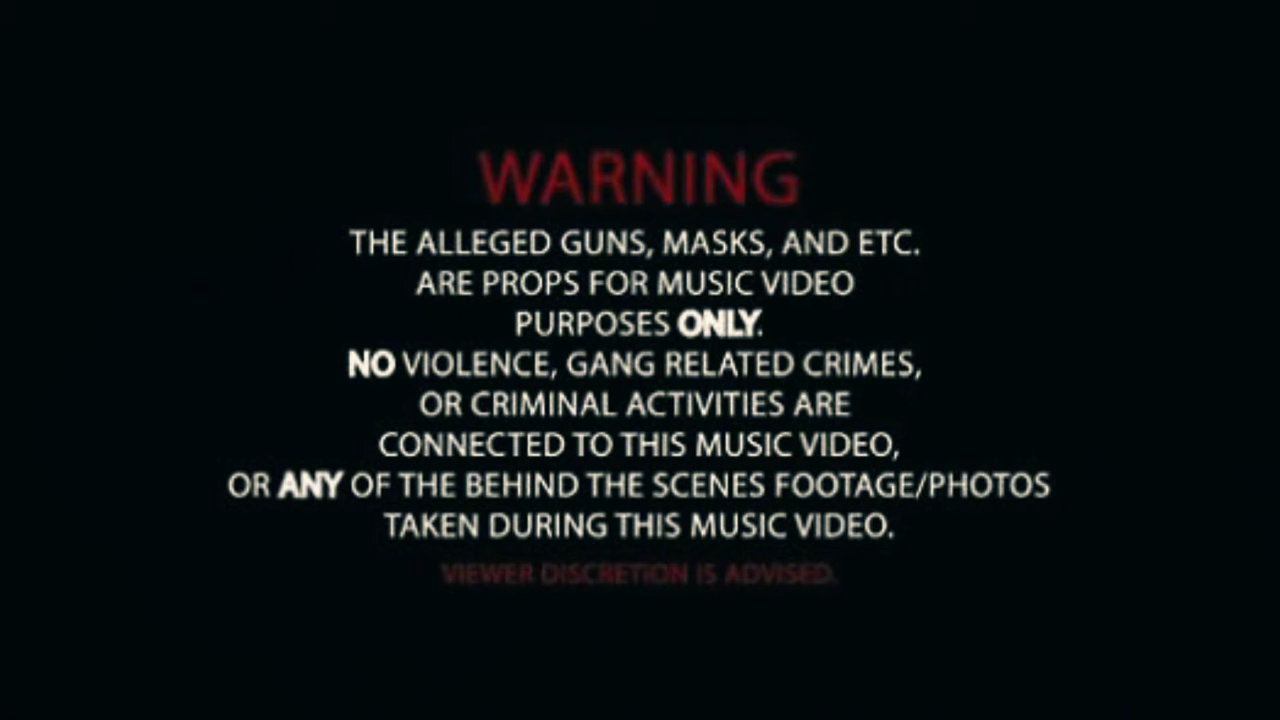 WARNING
THE ALLEGED GUNS, MASKS, AND ETC.
ARE PROPS FOR MUSIC VIDEO
PURPOSES ONLY.
NO VIOLENCE, GANG RELATED CRIMES,
OR CRIMINAL ACTIVITIES ARE
CONNECTED TO THIS MUSIC VIDEO,
OR ANY OF THE BEHIND THE SCENES FOOTAGE/PHOTOS
TAKEN DURING THIS MUSIC VIDEO.
VIEWER DISCRETION IS ADVISED.